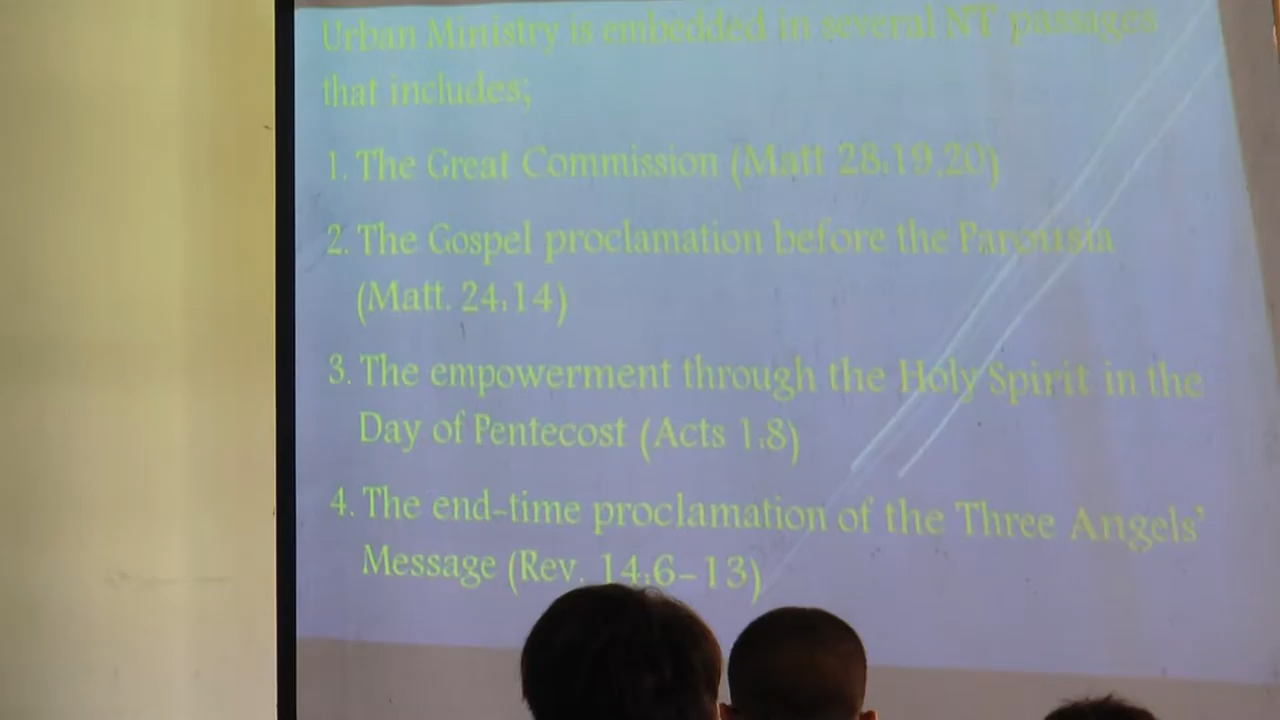 Urban Ministry is embedded in several NT passages
that includes;
1. The Great Commission (Matt 28:19,20)
2. The Gospel proclamation before the Parousia
(Matt. 24:14)
3. The empowerment through the Holy Spirit in the
Day of Pentecost (Acts 1:8)
4. The end-time proclamation of the Three Angels'
Message (Rev. 14:6-13)